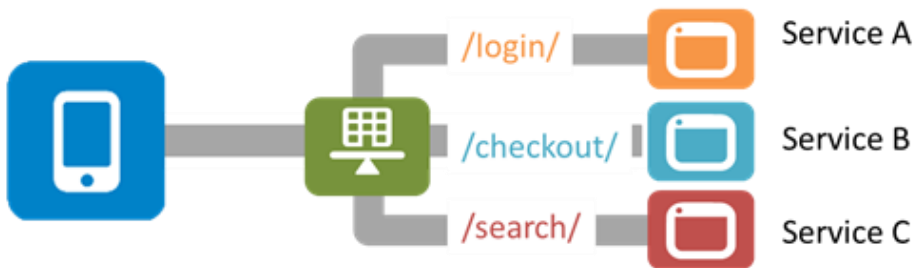 /login/ Service A
/checkout/ Service B
/search/ Service C